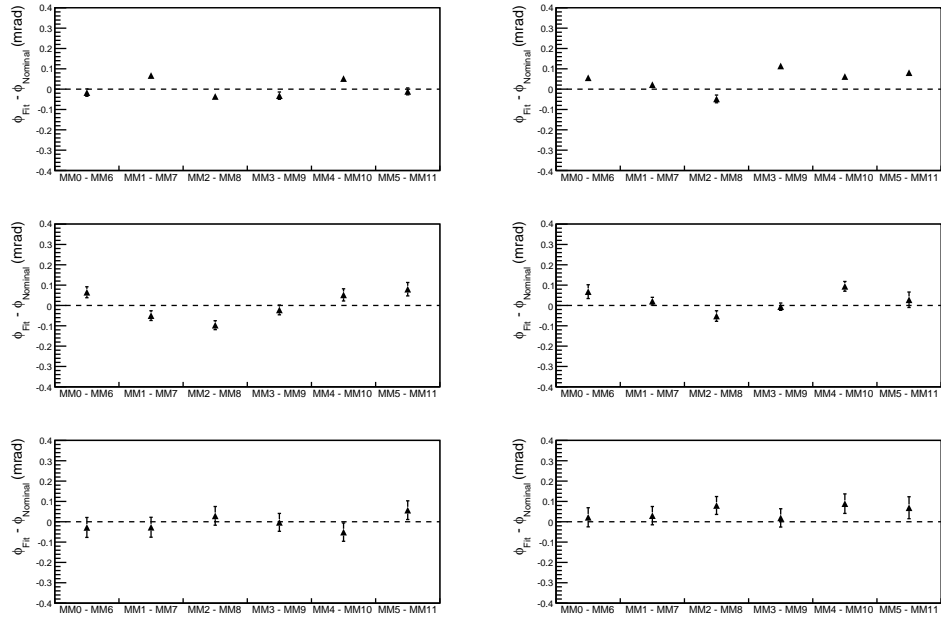 0.4 0.3 0.2 0.1 0 -0.1 -0.2 -0.3 -0.4
ϕFit - ϕNominal (mrad)
MM0 - MM6 MM1 - MM7 MM2 - MM8 MM3 - MM9 MM4 - MM10 MM5 - MM11
0.4 0.3 0.2 0.1 0 -0.1 -0.2 -0.3 -0.4
ϕFit - ϕNominal (mrad)
MM0 - MM6 MM1 - MM7 MM2 - MM8 MM3 - MM9 MM4 - MM10 MM5 - MM11
0.4 0.3 0.2 0.1 0 -0.1 -0.2 -0.3 -0.4
ϕFit - ϕNominal (mrad)
MM0 - MM6 MM1 - MM7 MM2 - MM8 MM3 - MM9 MM4 - MM10 MM5 - MM11
0.4 0.3 0.2 0.1 0 -0.1 -0.2 -0.3 -0.4
ϕFit - ϕNominal (mrad)
MM0 - MM6 MM1 - MM7 MM2 - MM8 MM3 - MM9 MM4 - MM10 MM5 - MM11
0.4 0.3 0.2 0.1 0 -0.1 -0.2 -0.3 -0.4
ϕFit - ϕNominal (mrad)
MM0 - MM6 MM1 - MM7 MM2 - MM8 MM3 - MM9 MM4 - MM10 MM5 - MM11
0.4 0.3 0.2 0.1 0 -0.1 -0.2 -0.3 -0.4
ϕFit - ϕNominal (mrad)
MM0 - MM6 MM1 - MM7 MM2 - MM8 MM3 - MM9 MM4 - MM10 MM5 - MM11